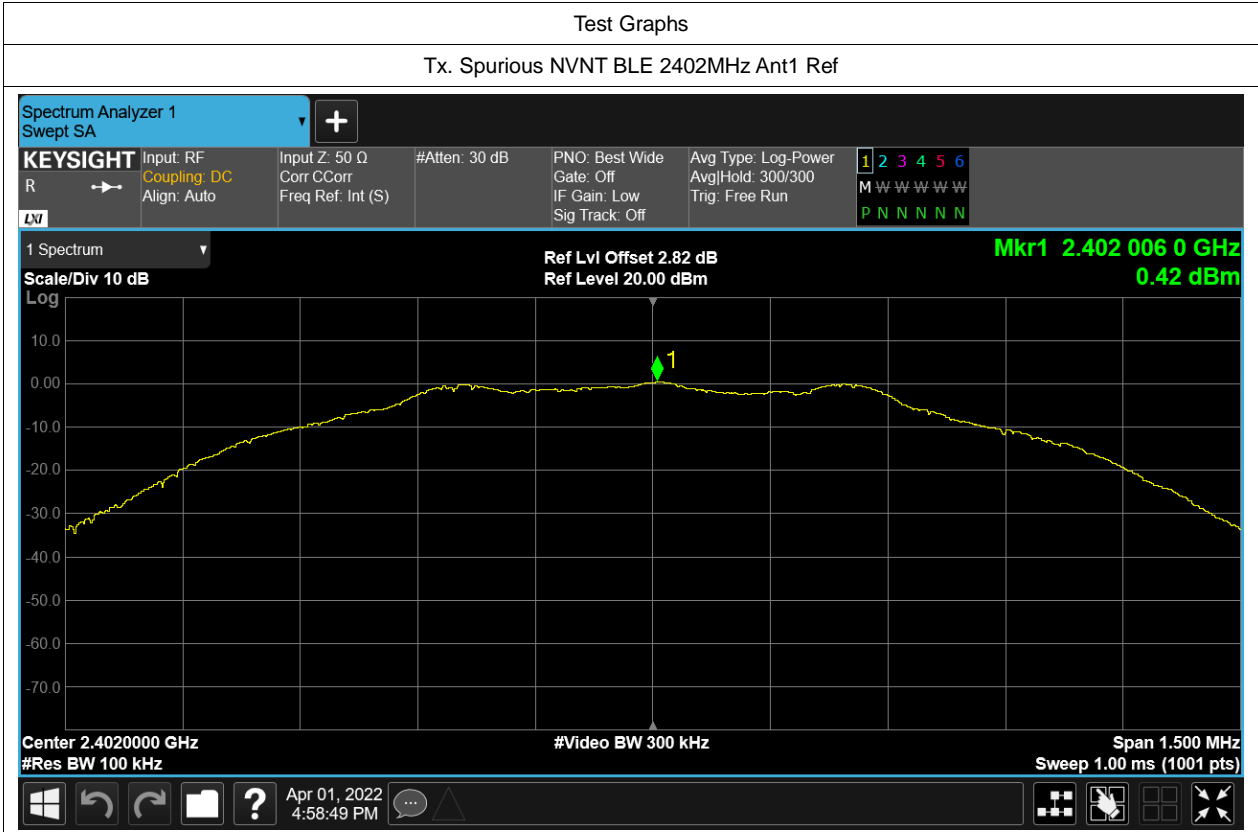 Test Graphs
Tx. Spurious NVNT BLE 2402MHz Ant1 Ref
Spectrum Analyzer 1
Swept SA
KEYSIGHT
R
LXI
Input: RF
Coupling: DC
Align: Auto
Input Z: 50 Ω
Corr CCorr
Freq Ref: Int (S)
#Atten: 30 dB
PNO: Best Wide
Gate: Off
IF Gain: Low
Sig Track: Off
Avg Type: Log-Power
Avg|Hold: 300/300
Trig: Free Run
1 2 3 4 5 6
M W W W W W
P N N N N N
1 Spectrum
Scale/Div 10 dB
Log
Ref Lvl Offset 2.82 dB
Ref Level 20.00 dBm
Mkr1 2.402 006 0 GHz
0.42 dBm
1
10.0
0.00
-10.0
-20.0
-30.0
-40.0
-50.0
-60.0
-70.0
Center 2.4020000 GHz
#Res BW 100 kHz
#Video BW 300 kHz
Span 1.500 MHz
Sweep 1.00 ms (1001 pts)
?
Apr 01, 2022
4:58:49 PM